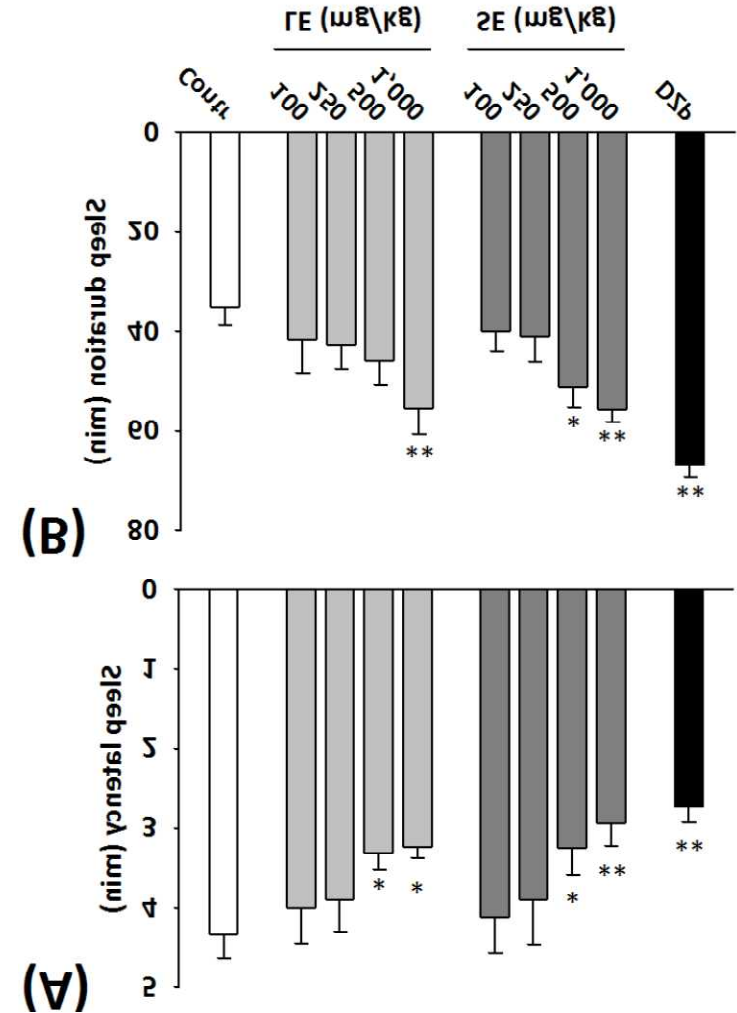 (A)
Sleep latency (min)
5
4
* * * ** **
3
2
1
0
(B)
Sleep duration (min)
80
**
** * **
60
40
20
0
Contr 100 250 500 1,000 100 250 500 1,000 DZP
LE (mg/kg) SE (mg/kg)